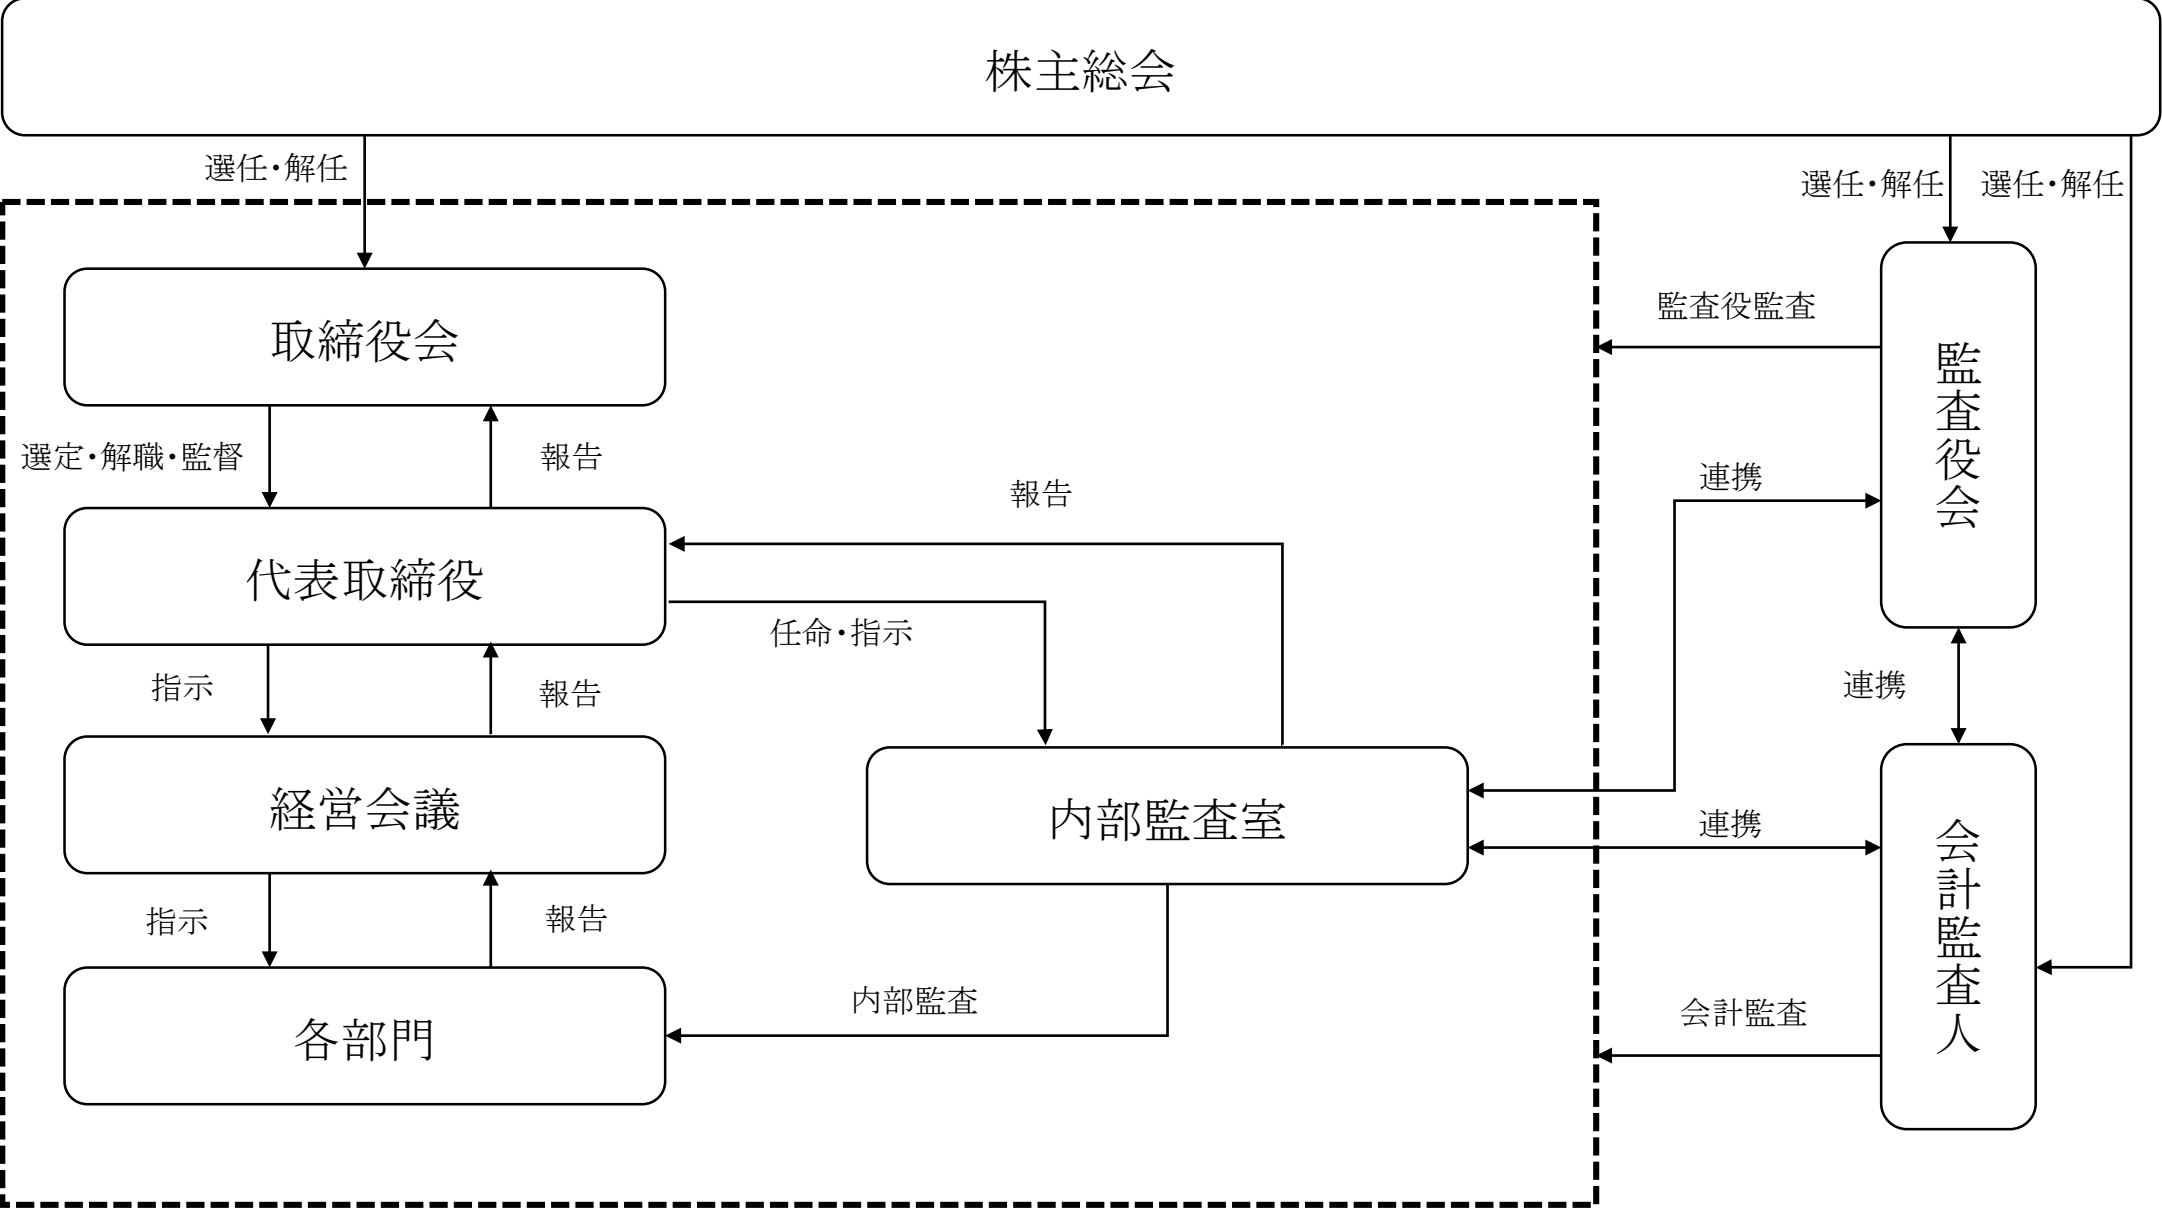 株主総会
選任・解任
選任・解任
選任・解任
取締役会
監査役監査
監査役会
選定・解職・監督
報告
報告
連携
代表取締役
任命・指示
指示
報告
連携
経営会議
内部監査室
連携
会計監査人
指示
報告
内部監査
会計監査
各部門